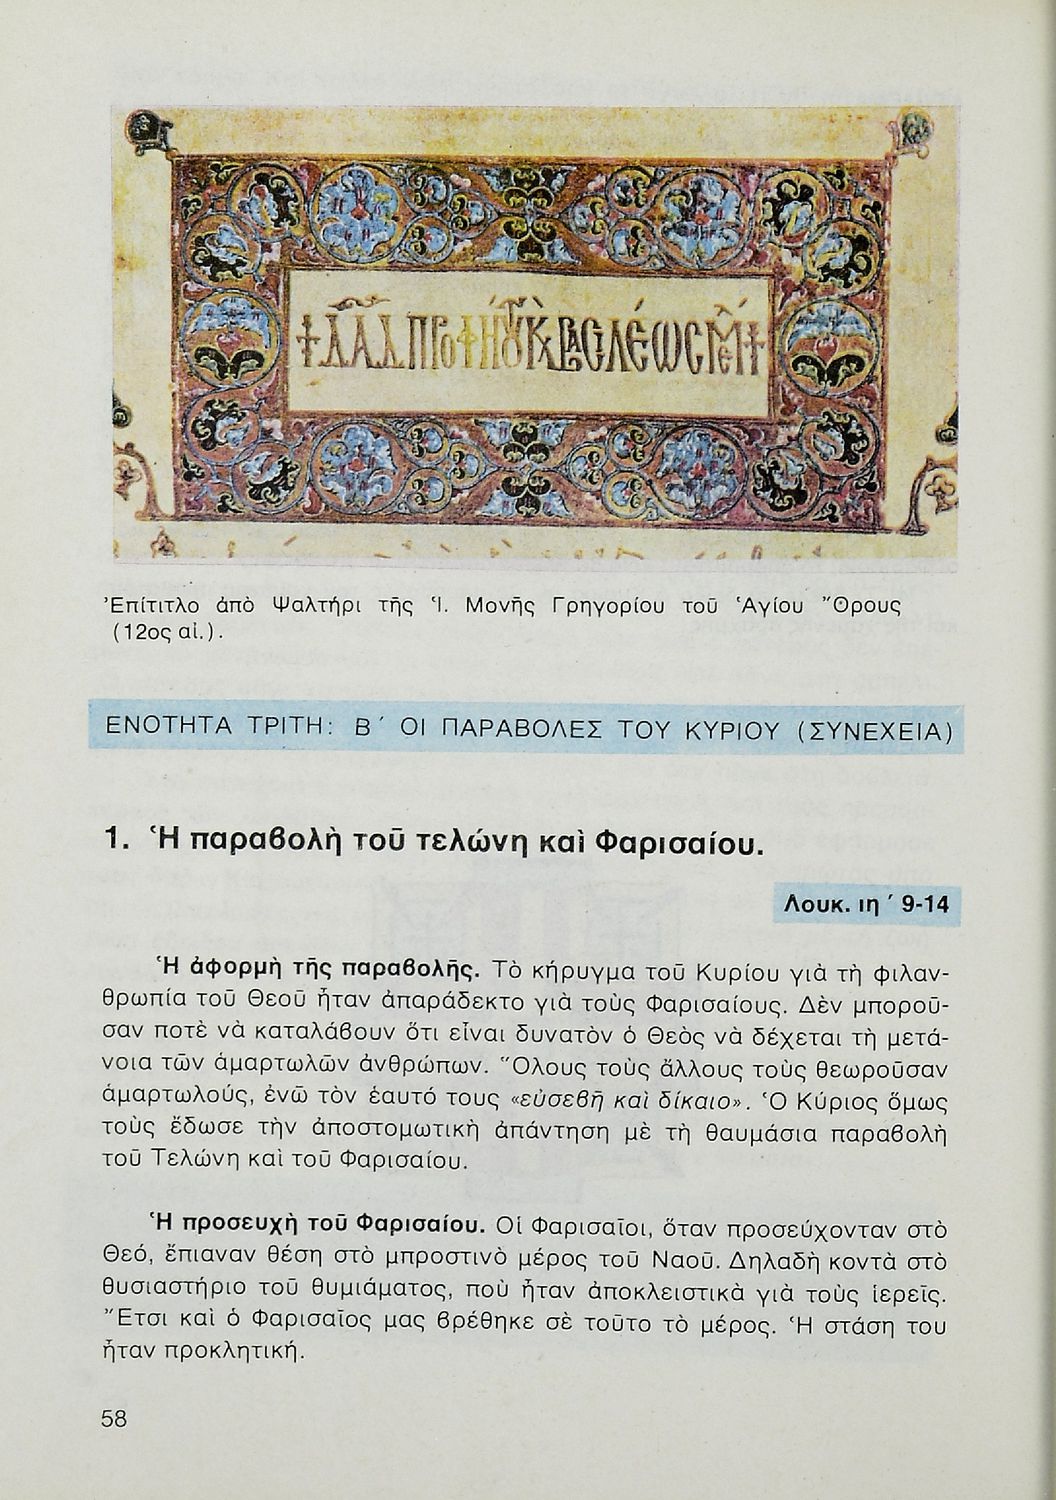 Ἐπίτιτλο ἀπὸ Ψαλτήρι τῆς Ἱ. Μονῆς Γρηγορίου τοῦ Ἁγίου Ὄρους
(12ος αἰ.).
ΕΝΟΤΗΤΑ ΤΡΙΤΗ: Β΄ ΟΙ ΠΑΡΑΒΟΛΕΣ ΤΟΥ ΚΥΡΙΟΥ (ΣΥΝΕΧΕΙΑ)
1. Ἡ παραβολὴ τοῦ τελώνη καὶ Φαρισαίου.
Λουκ. ιη΄ 9-14
Ἡ ἀφορμὴ τῆς παραβολῆς. Τὸ κήρυγμα τοῦ Κυρίου γιὰ τὴ φιλαν-
θρωπία τοῦ Θεοῦ ἦταν ἀπαράδεκτο γιὰ τοὺς Φαρισαίους. Δὲν μποροῦ-
σαν ποτὲ νὰ καταλάβουν ὅτι εἶναι δυνατὸν ὁ Θεὸς νὰ δέχεται τὴ μετά-
νοια τῶν ἁμαρτωλῶν ἀνθρώπων. Ὅλους τοὺς ἄλλους τοὺς θεωροῦσαν
ἁμαρτωλούς, ἐνῶ τὸν ἑαυτό τους «εὐσεβῆ καὶ δίκαιο». Ὁ Κύριος ὅμως
τοὺς ἔδωσε τὴν ἀποστομωτικὴ ἀπάντηση μὲ τὴ θαυμάσια παραβολὴ
τοῦ Τελώνη καὶ τοῦ Φαρισαίου.
Ἡ προσευχὴ τοῦ Φαρισαίου. Οἱ Φαρισαῖοι, ὅταν προσεύχονταν στὸ
Θεό, ἔπιαναν θέση στὸ μπροστινὸ μέρος τοῦ Ναοῦ. Δηλαδὴ κοντὰ στὸ
θυσιαστήριο τοῦ θυμιάματος, ποὺ ἦταν ἀποκλειστικὰ γιὰ τοὺς ἱερεῖς.
Ἔτσι καὶ ὁ Φαρισαῖος μας βρέθηκε σὲ τοῦτο τὸ μέρος. Ἡ στάση του
ἦταν προκλητική.
58